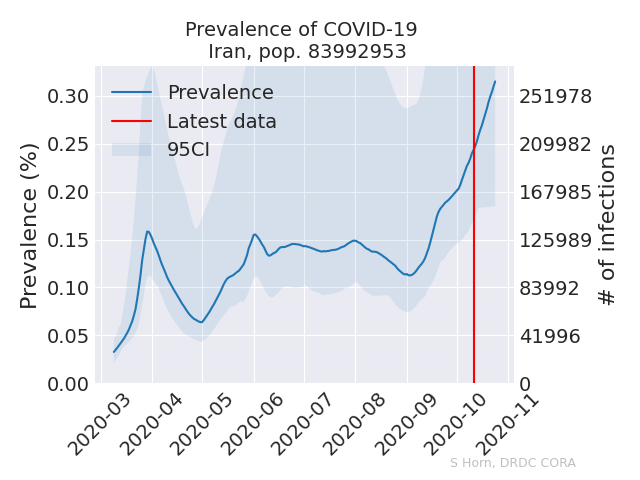 Prevalence of COVID-19
Iran, pop. 83992953
Prevalence
Latest data
95CI
Prevalence (%)
0.30
0.25
0.20
0.15
0.10
0.05
0.00
251978
209982
167985
125989
83992
41996
0
# of infections
2020-03
2020-04
2020-05
2020-06
2020-07
2020-08
2020-09
2020-10
2020-11
S Horn, DRDC CORA